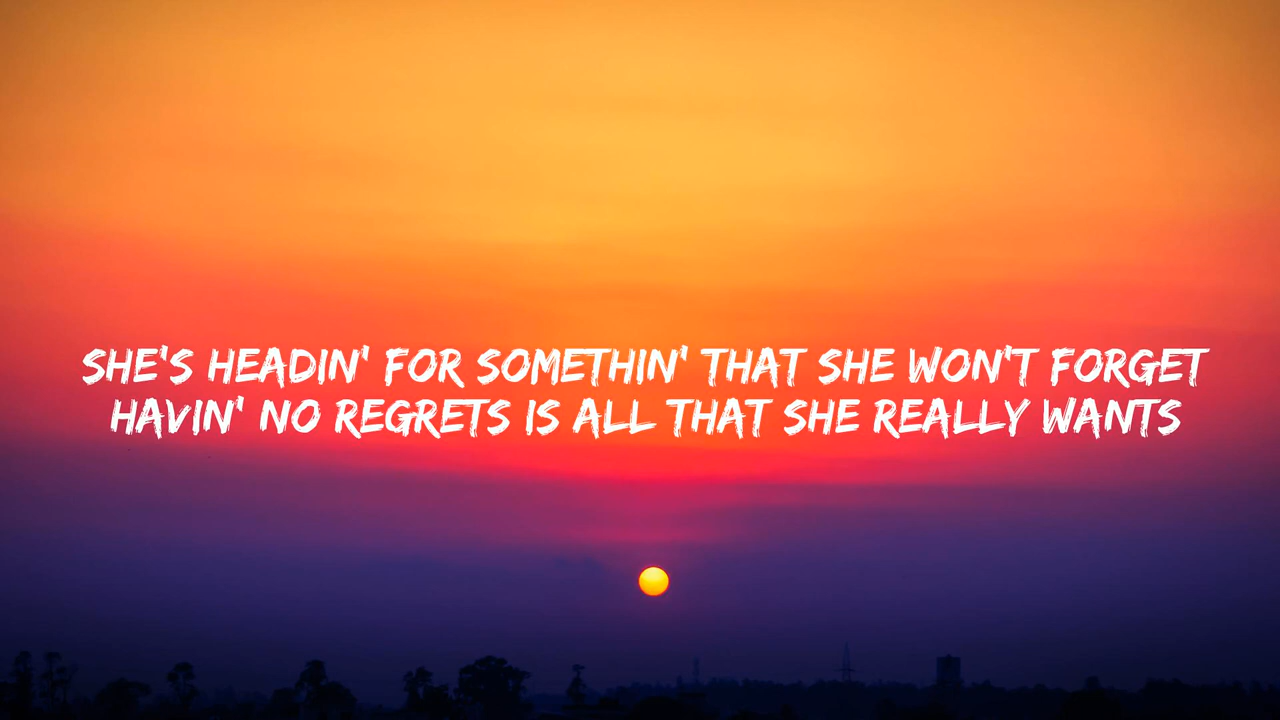 SHE'S HEADIN' FOR SOMETHIN' THAT SHE WON'T FORGET
HAVIN' NO REGRETS IS ALL THAT SHE REALLY WANTS